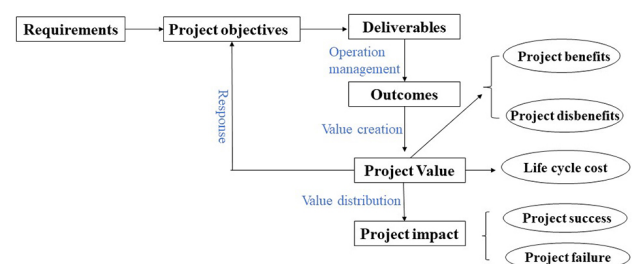 Requirements
Project objectives
Deliverables
Operation
management
Project benefits
Outcomes
Project disbenefits
Response
Value creation
Project Value
Life cycle cost
Value distribution
Project success
Project impact
Project failure